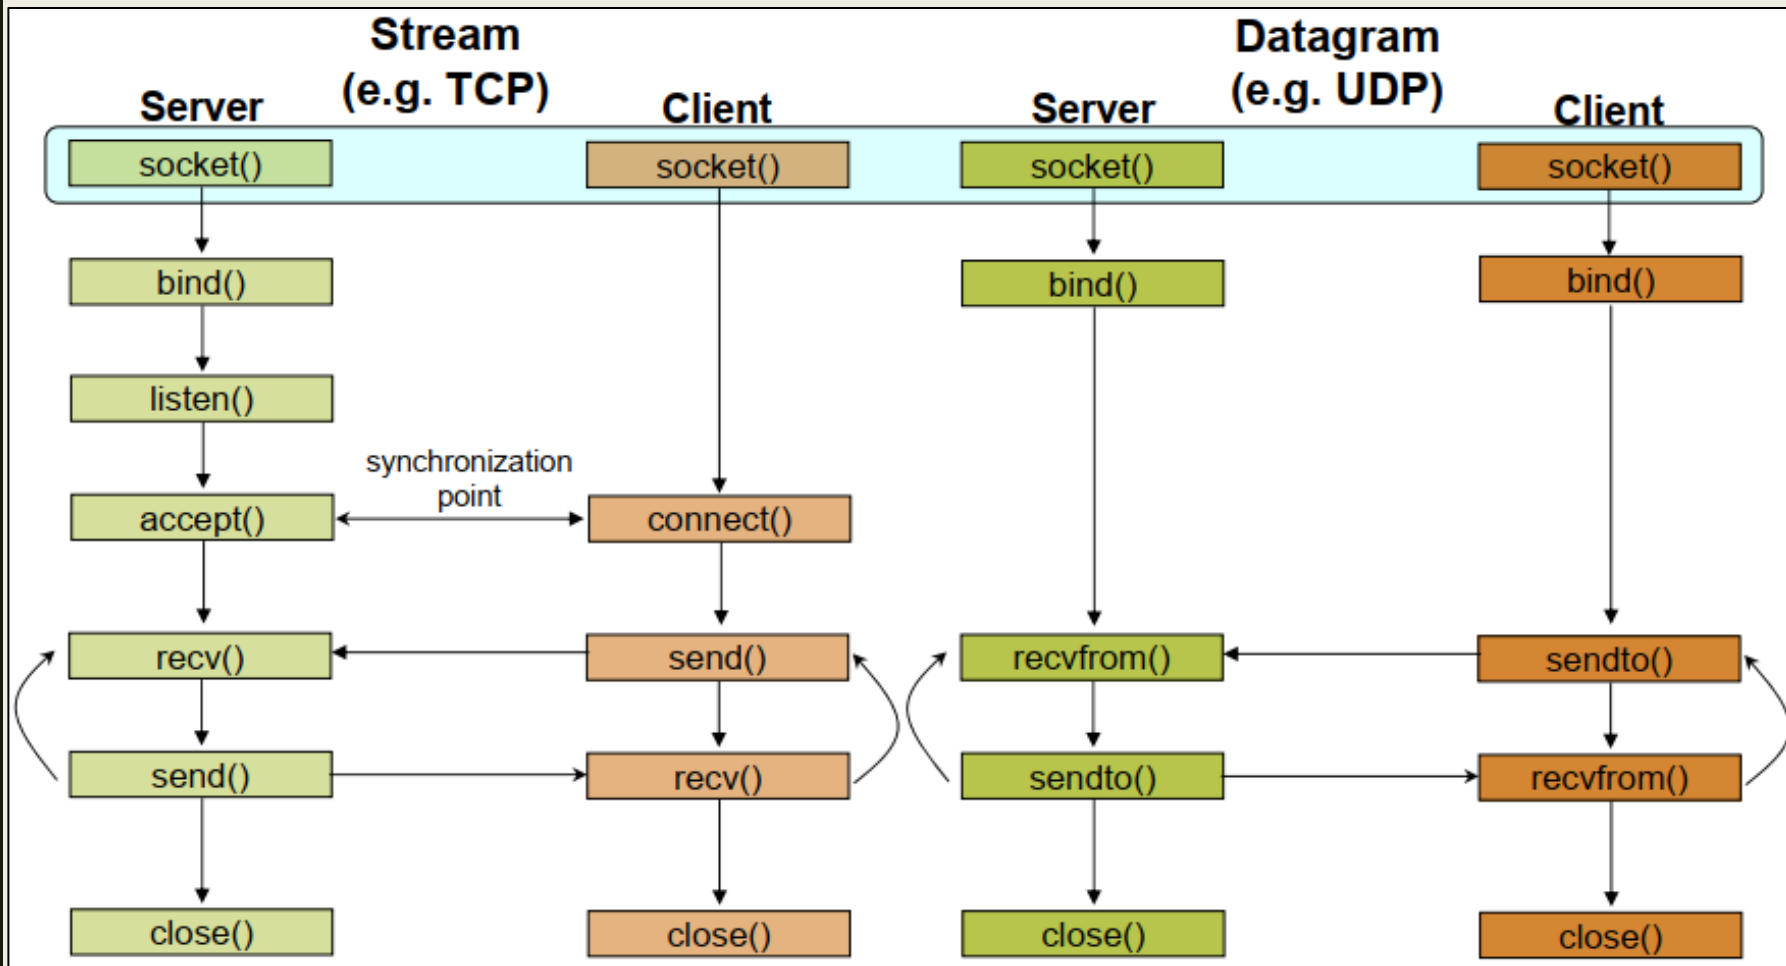 Stream
(e.g. TCP)
Datagram
(e.g. UDP)
Server
Client
Server
Client
socket()
socket()
socket()
socket()
bind()
bind()
bind()
listen()
synchronization
point
accept()
connect()
recv()
send()
recvfrom()
sendto()
send()
recv()
sendto()
recvfrom()
close()
close()
close()
close()